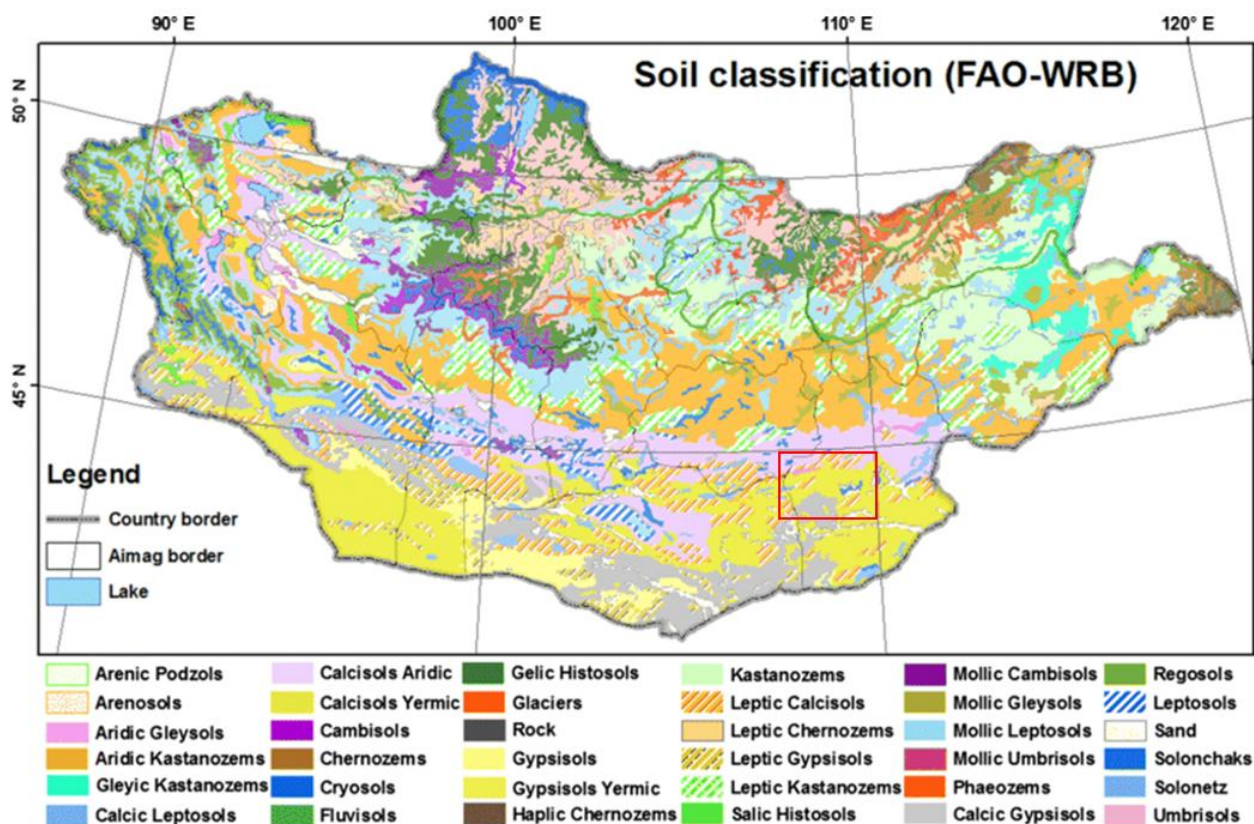 90° E 100° E 110° E 120° E
Soil classification (FAO-WRB)
50° N
45° N
Legend
Country border
Aimag border
Lake
Arenic Podzols
Arenosols
Aridic Gleysols
Aridic Kastanozems
Gleyic Kastanozems
Calcic Leptosols
Calcisols Aridic
Calcisols Yermic
Cambisols
Chernozems
Cryosols
Fluvisols
Gelic Histosols
Glaciers
Rock
Gypsisols
Gypsisols Yermic
Haplic Chernozems
Kastanozems
Leptic Calcisols
Leptic Chernozems
Leptic Gypsisols
Leptic Kastanozems
Salic Histosols
Mollic Cambisols
Mollic Gleysols
Mollic Leptosols
Mollic Umbrisols
Phaeozems
Calcic Gypsisols
Regosols
Leptosols
Sand
Solonchaks
Solonetz
Umbrisols